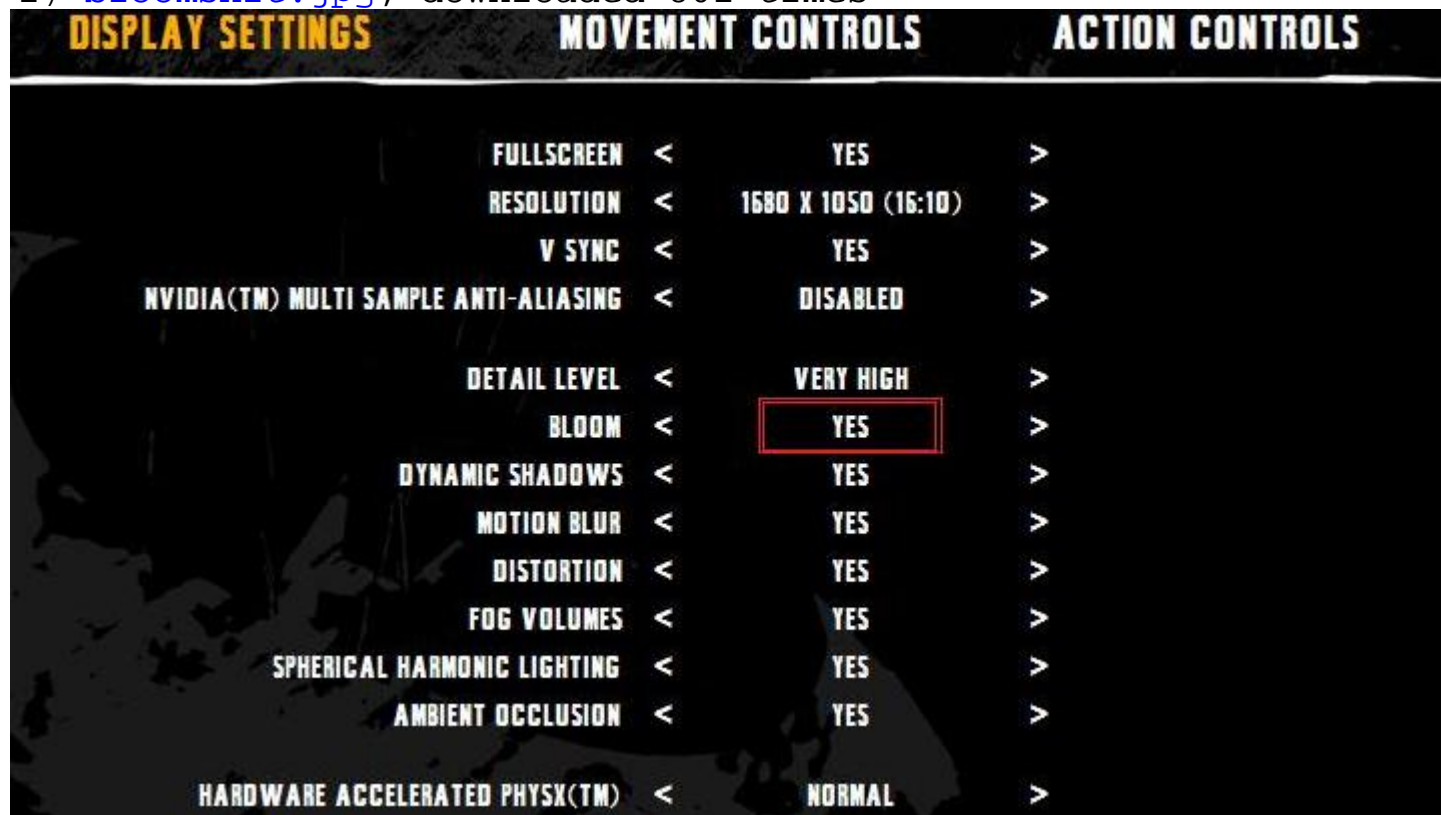 DISPLAY SETTINGS MOVEMENT CONTROLS ACTION CONTROLS
FULLSCREEN < YES >
RESOLUTION < 1680 X 1050 (16:10) >
V SYNC < YES >
NVIDIA(TM) MULTI SAMPLE ANTI-ALIASING < DISABLED >
DETAIL LEVEL < VERY HIGH >
BLOOM < YES >
DYNAMIC SHADOWS < YES >
MOTION BLUR < YES >
DISTORTION < YES >
FOG VOLUMES < YES >
SPHERICAL HARMONIC LIGHTING < YES >
AMBIENT OCCLUSION < YES >
HARDWARE ACCELERATED PHYSX(TM) < NORMAL >